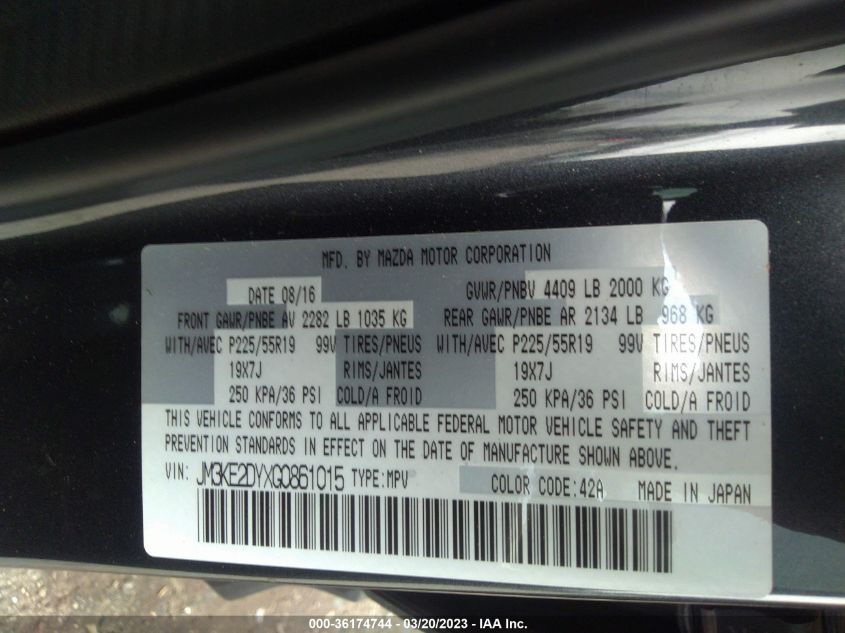 MFD. BY MAZDA MOTOR CORPORATION
DATE 08/16 GVWR/PNBV 4409 LB 2000 KG
FRONT GAWR/PNBE AV 2282 LB 1035 KG REAR GAWR/PNBE AR 2134 LB 968 KG
WITH/AVEC P225/55R19 99V TIRES/PNEUS WITH/AVEC P225/55R19 99V TIRES/PNEUS
19X7J RIMS/JANTES 19X7J RIMS/JANTES
250 KPA/36 PSI COLD/A FROID 250 KPA/36 PSI COLD/A FROID
THIS VEHICLE CONFORMS TO ALL APPLICABLE FEDERAL MOTOR VEHICLE SAFETY AND THEFT
PREVENTION STANDARDS IN EFFECT ON THE DATE OF MANUFACTURE SHOWN ABOVE.
VIN: JM3KE2DYXG0861015 TYPE:MPV COLOR CODE:42A MADE IN JAPAN
000-36174744 - 03/20/2023 - IAA Inc.